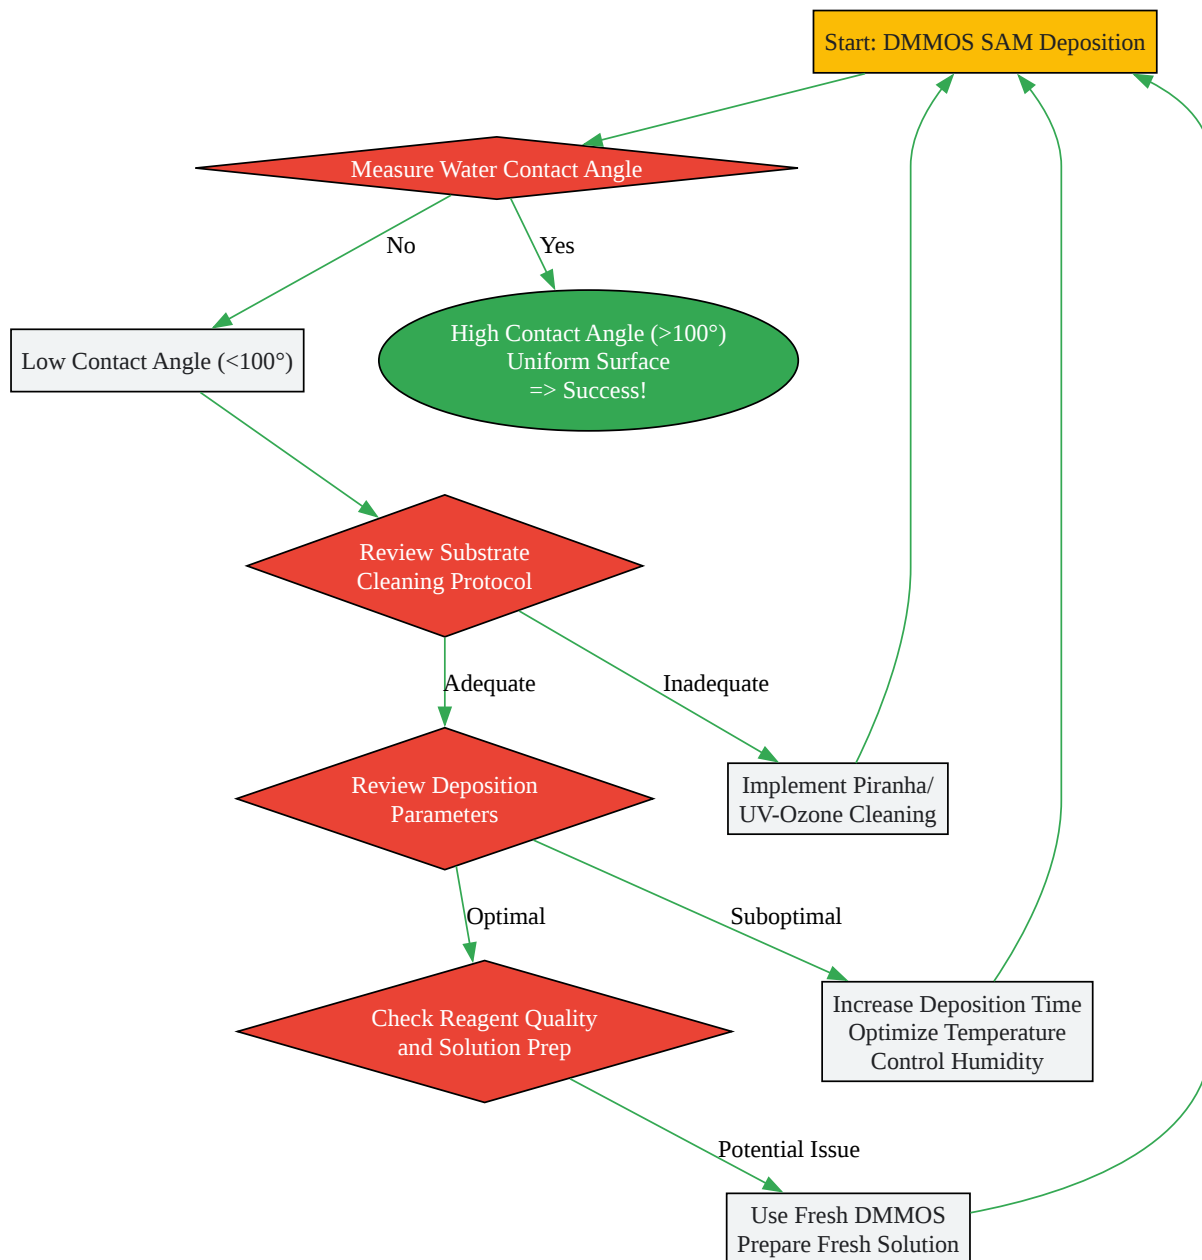 Start: DMMOS SAM Deposition
Measure Water Contact Angle
No
Yes
High Contact Angle (>100°)
Uniform Surface
=> Success!
Low Contact Angle (<100°)
Review Substrate
Cleaning Protocol
Adequate
Inadequate
Review Deposition
Parameters
Implement Piranha/
UV-Ozone Cleaning
Optimal
Suboptimal
Check Reagent Quality
and Solution Prep
Increase Deposition Time
Optimize Temperature
Control Humidity
Potential Issue
Use Fresh DMMOS
Prepare Fresh Solution